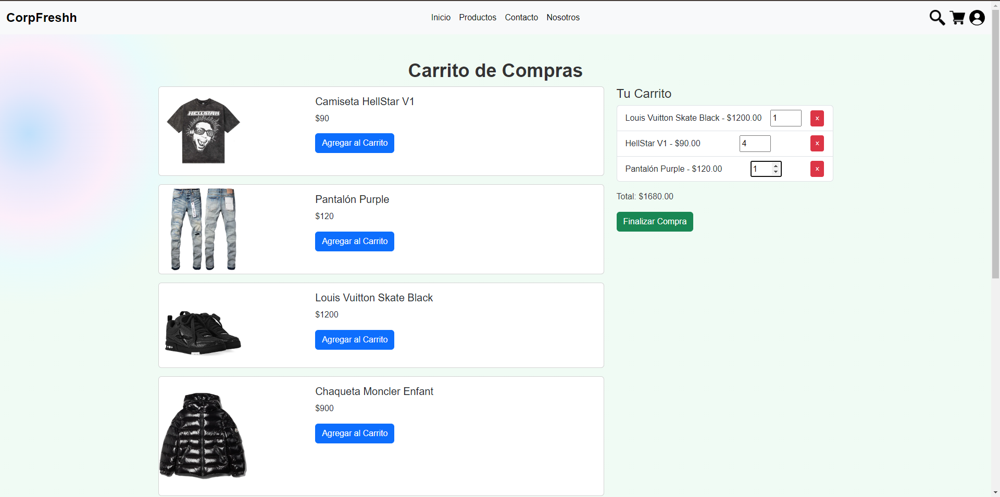 CorpFreshh
Inicio Productos Contacto Nosotros
Carrito de Compras
HELLSTAR
Camiseta HellStar V1
$90
Agregar al Carrito
Pantalón Purple
$120
Agregar al Carrito
Louis Vuitton Skate Black
$1200
Agregar al Carrito
Chaqueta Moncler Enfant
$900
Agregar al Carrito
Tu Carrito
Louis Vuitton Skate Black - $1200.00 1 x
HellStar V1 - $90.00 4 x
Pantalón Purple - $120.00 1 x
Total: $1680.00
Finalizar Compra